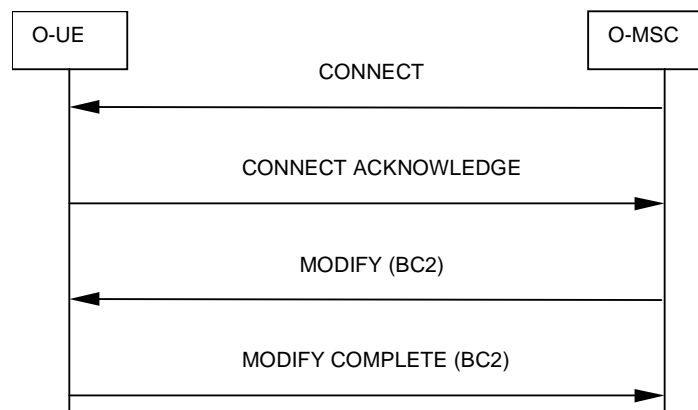 O-UE
O-MSC
CONNECT
CONNECT ACKNOWLEDGE
MODIFY (BC2)
MODIFY COMPLETE (BC2)